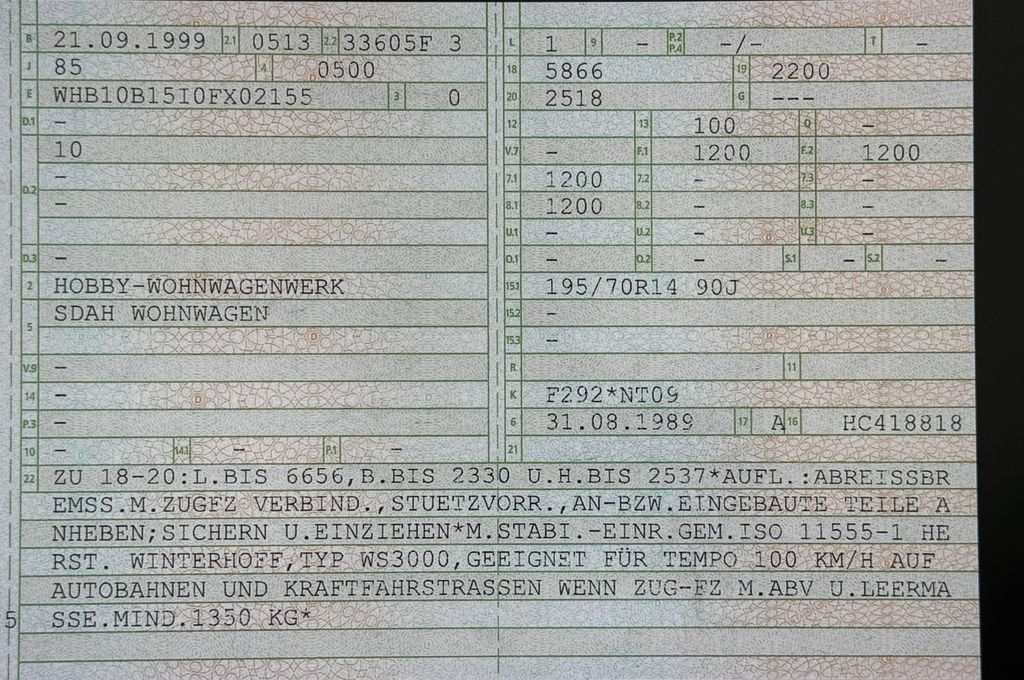 B 21.09.1999 2.1 0513 2.2 33605F 3
J 85 4 0500
E WHB10B15I0FX02155 3 0
D.1 -
10
D.2 -
-
D.3 -
2 HOBBY-WOHNWAGENWERK
5 SDAH WOHNWAGEN
V.9 -
14 -
P.3 -
10 - 14.1 - P.1 -
L 1 9 - P.2 P.4 -/- T -
18 5866 19 2200
20 2518 G ---
12 13 100 Q -
V.7 - F.1 1200 F.2 1200
7.1 1200 7.2 - 7.3 -
8.1 1200 8.2 - 8.3 -
U.1 - U.2 - U.3 -
O.1 - O.2 - S.1 - S.2 -
15.1 195/70R14 90J
15.2 -
15.3 -
R 11
K F292*NT09
6 31.08.1989 17 A 16 HC418818
21
22 ZU 18-20:L.BIS 6656,B.BIS 2330 U.H.BIS 2537*AUFL.:ABREISSBR
EMSS.M.ZUGFZ VERBIND.,STUETZVORR.,AN-BZW.EINGEBAUTE TEILE A
NHEBEN;SICHERN U.EINZIEHEN*M.STABI.-EINR.GEM.ISO 11555-1 HE
RST. WINTERHOFF,TYP WS3000,GEEIGNET FÜR TEMPO 100 KM/H AUF
AUTOBAHNEN UND KRAFTFAHRSTRASSEN WENN ZUG-FZ M.ABV U.LEERMA
SSE.MIND.1350 KG*
5